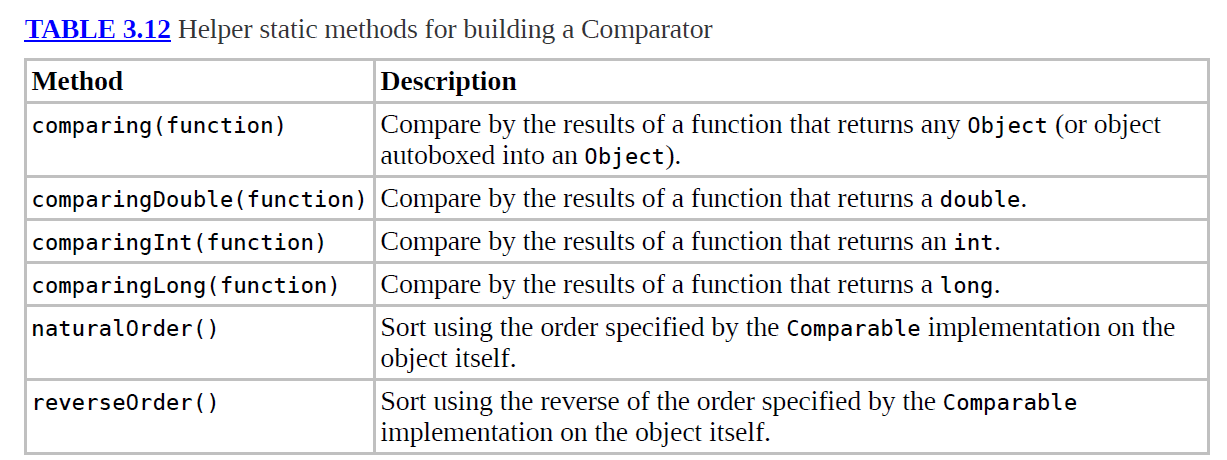 TABLE 3.12 Helper static methods for building a Comparator
Method Description
comparing(function) Compare by the results of a function that returns any Object (or object
autoboxed into an Object).
comparingDouble(function) Compare by the results of a function that returns a double.
comparingInt(function) Compare by the results of a function that returns an int.
comparingLong(function) Compare by the results of a function that returns a long.
naturalOrder() Sort using the order specified by the Comparable implementation on the
object itself.
reverseOrder() Sort using the reverse of the order specified by the Comparable
implementation on the object itself.